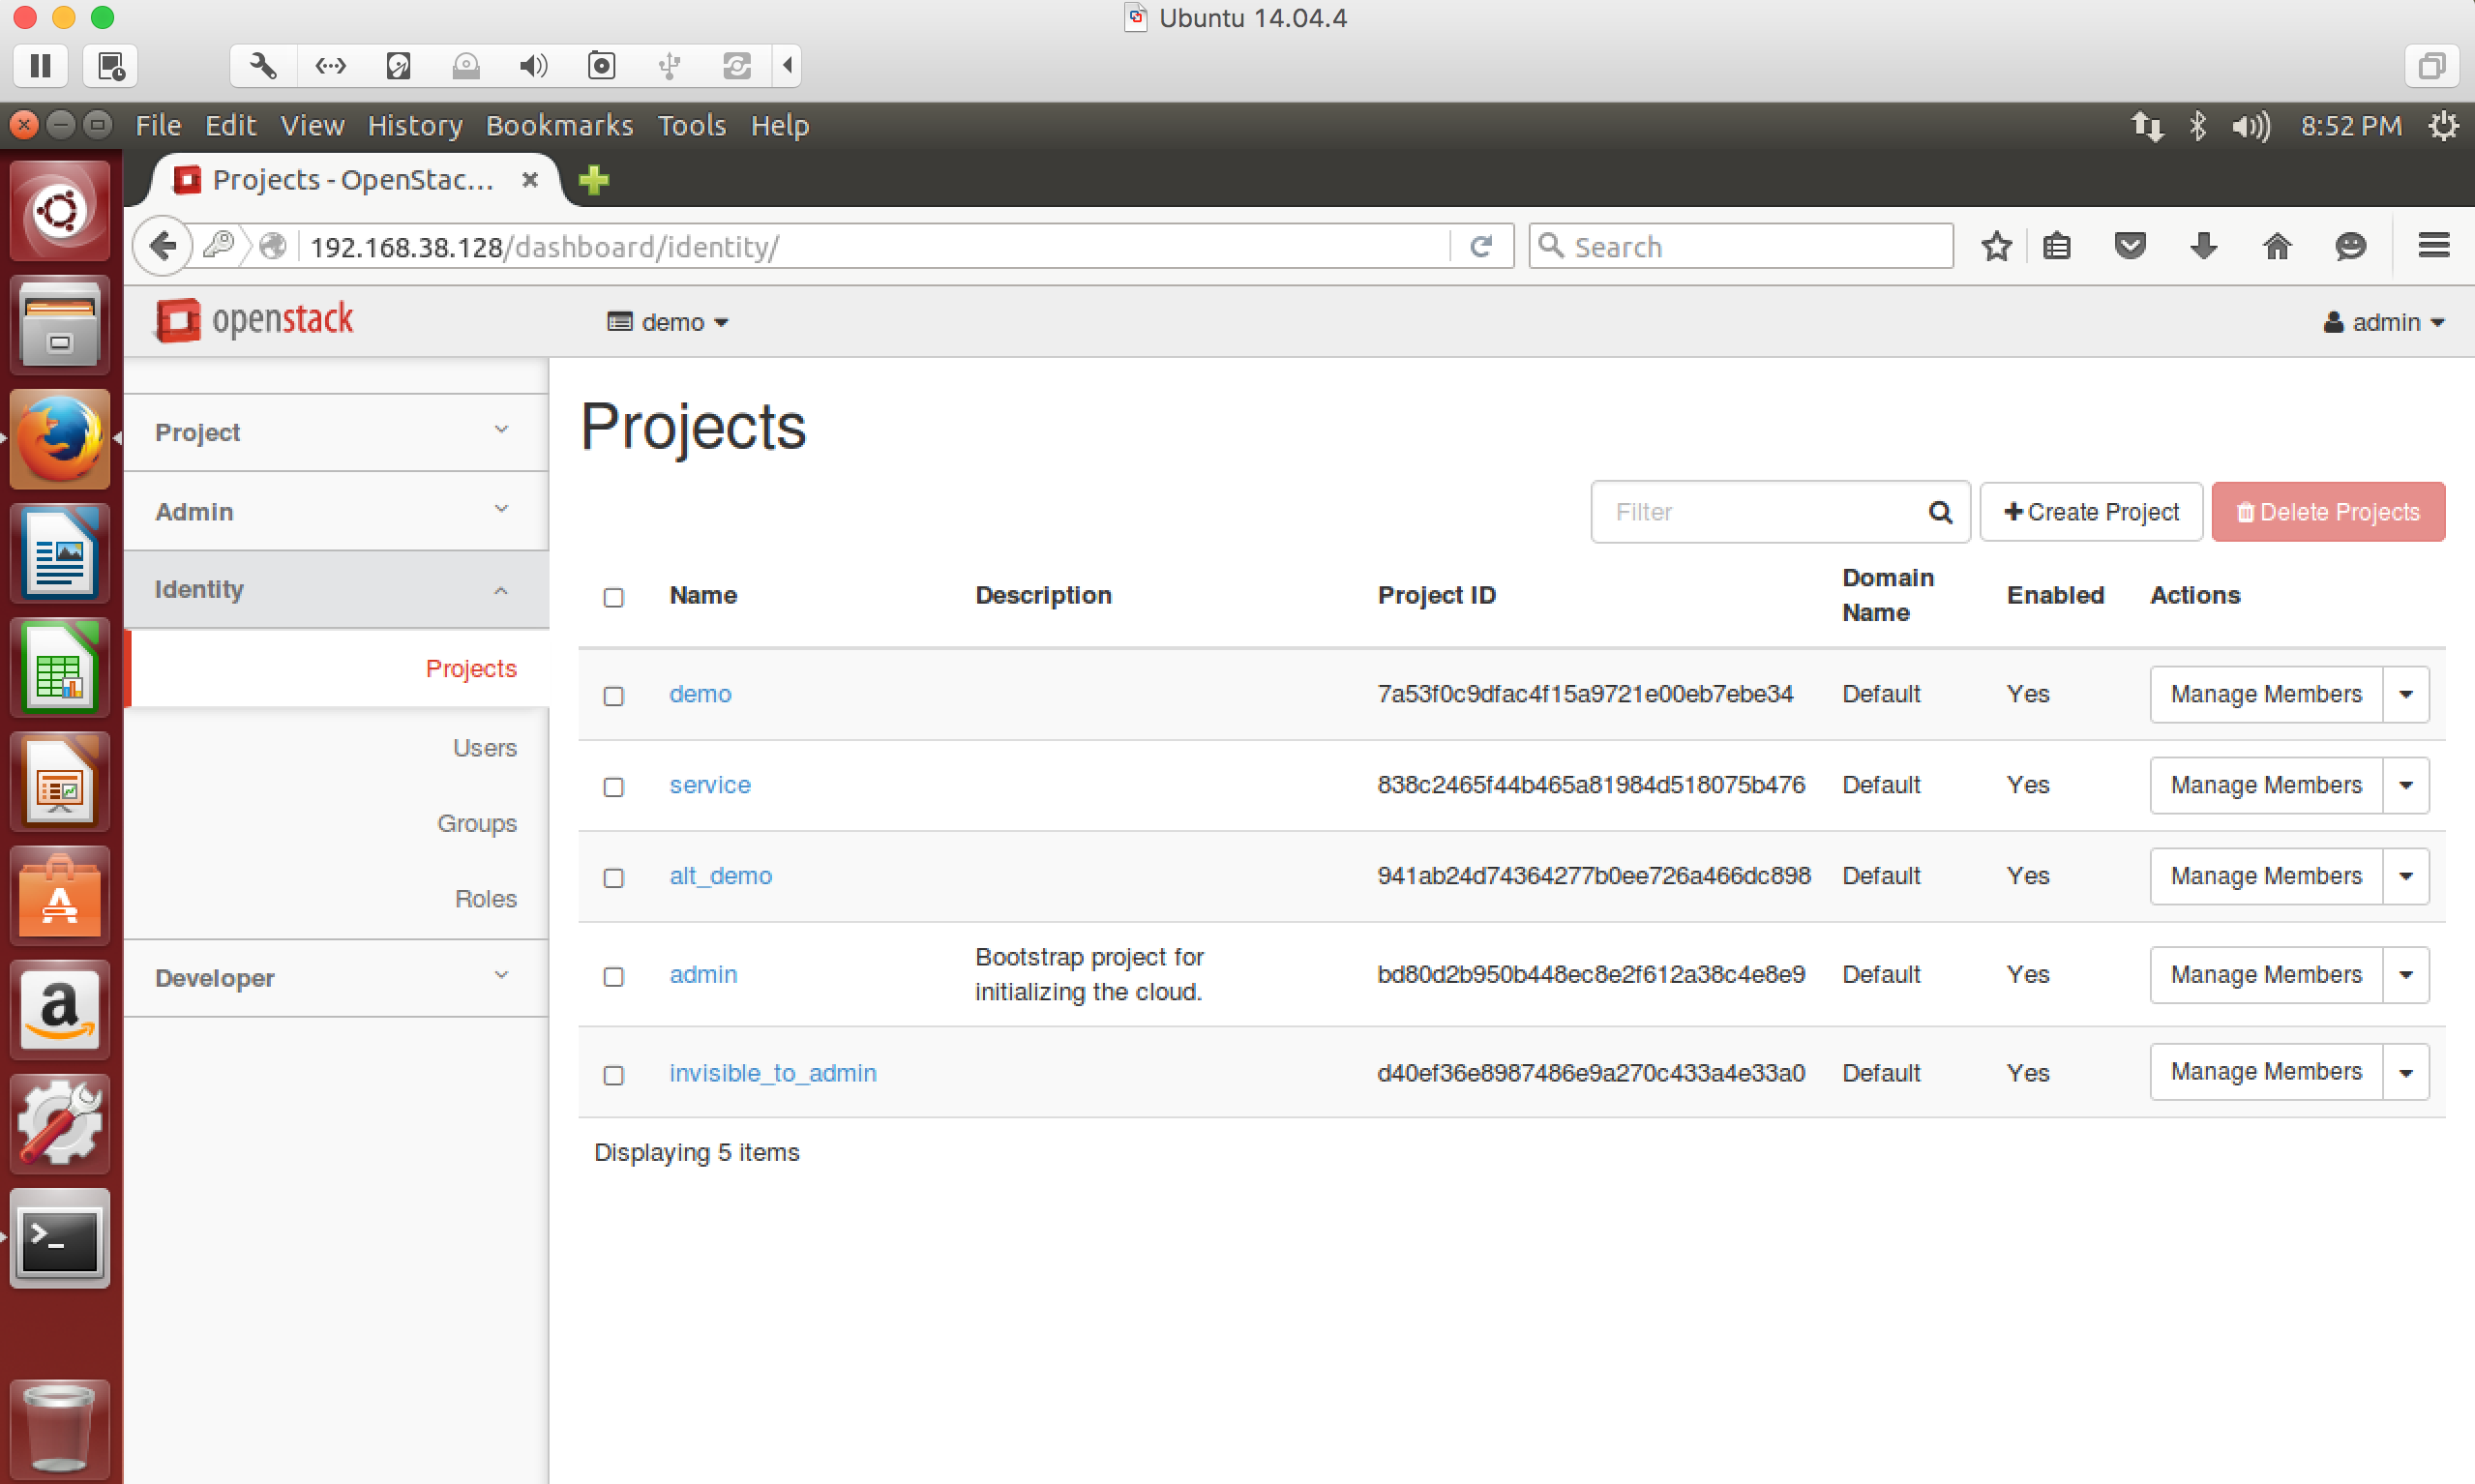 Ubuntu 14.04.4
File Edit View History Bookmarks Tools Help
8:52 PM
Projects - OpenStac...
192.168.38.128/dashboard/identity/
Search
openstack
demo
admin
Project
Admin
Identity
Projects
Users
Groups
Roles
Developer
Projects
Filter
Create Project
Delete Projects
Name Description Project ID Domain Name Enabled Actions
demo 7a53f0c9dfac4f15a9721e00eb7ebe34 Default Yes Manage Members
service 838c2465f44b465a81984d518075b476 Default Yes Manage Members
alt_demo 941ab24d74364277b0ee726a466dc898 Default Yes Manage Members
admin Bootstrap project for initializing the cloud. bd80d2b950b448ec8e2f612a38c4e8e9 Default Yes Manage Members
invisible_to_admin d40ef36e8987486e9a270c433a4e33a0 Default Yes Manage Members
Displaying 5 items